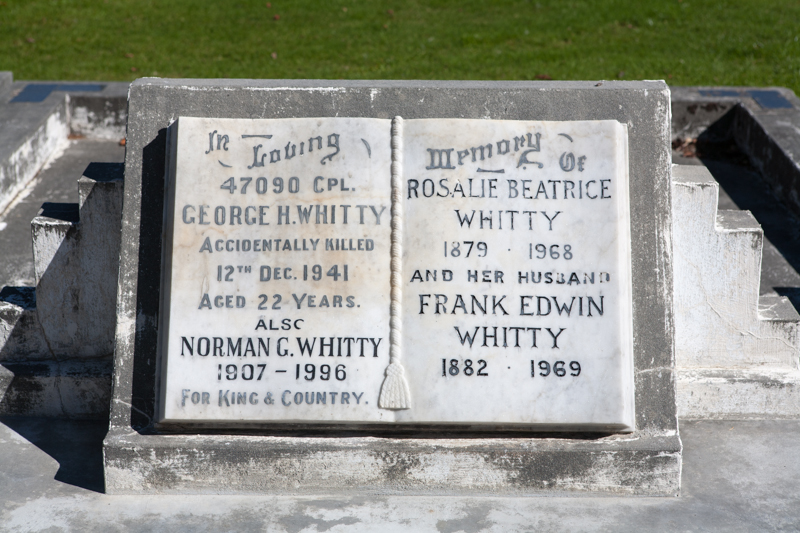 In Loving
47090 CPL.
GEORGE H. WHITTY
ACCIDENTALLY KILLED
12TH DEC. 1941
AGED 22 YEARS.
ALSO
NORMAN G. WHITTY
1907 – 1996
FOR KING & COUNTRY.
Memory Of
ROSALIE BEATRICE
WHITTY
1879 · 1968
AND HER HUSBAND
FRANK EDWIN
WHITTY
1882 · 1969